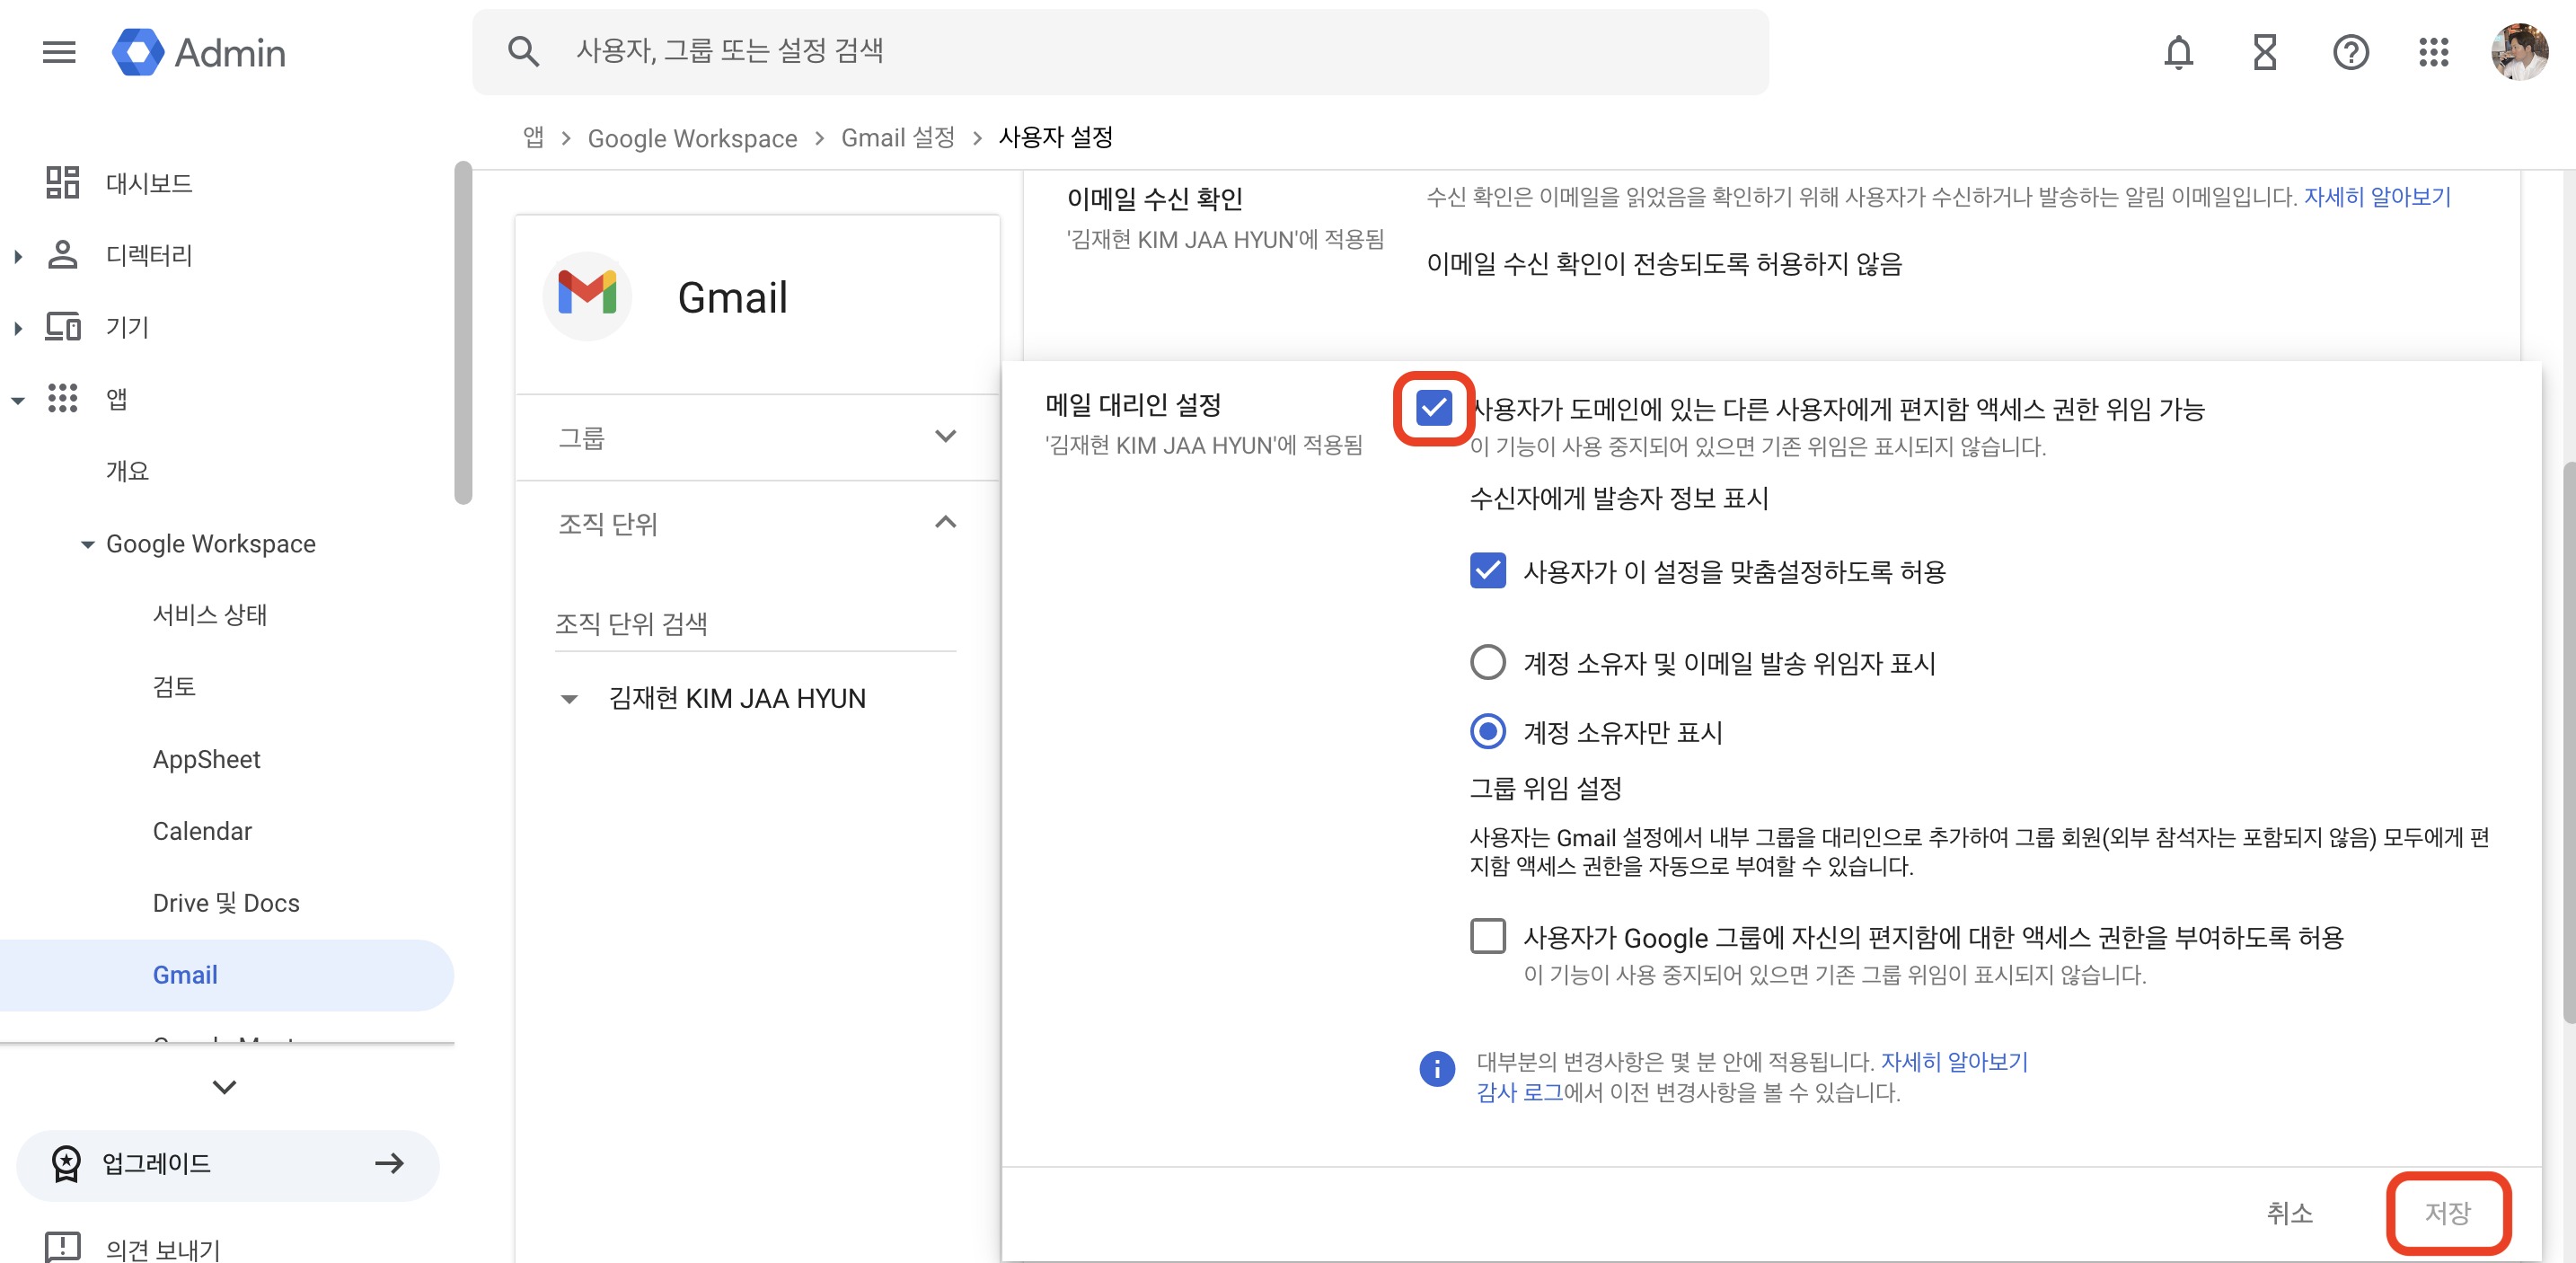 Admin
사용자, 그룹 또는 설정 검색
앱 > Google Workspace > Gmail 설정 > 사용자 설정
대시보드
디렉터리
기기
앱
개요
Google Workspace
서비스 상태
검토
AppSheet
Calendar
Drive 및 Docs
Gmail
업그레이드
의견 보내기
Gmail
그룹
조직 단위
조직 단위 검색
김재현 KIM JAA HYUN
이메일 수신 확인
'김재현 KIM JAA HYUN'에 적용됨
수신 확인은 이메일을 읽었음을 확인하기 위해 사용자가 수신하거나 발송하는 알림 이메일입니다. 자세히 알아보기
이메일 수신 확인이 전송되도록 허용하지 않음
메일 대리인 설정
'김재현 KIM JAA HYUN'에 적용됨
사용자가 도메인에 있는 다른 사용자에게 편지함 액세스 권한 위임 가능
이 기능이 사용 중지되어 있으면 기존 위임은 표시되지 않습니다.
수신자에게 발송자 정보 표시
사용자가 이 설정을 맞춤설정하도록 허용
계정 소유자 및 이메일 발송 위임자 표시
계정 소유자만 표시
그룹 위임 설정
사용자는 Gmail 설정에서 내부 그룹을 대리인으로 추가하여 그룹 회원(외부 참석자는 포함되지 않음) 모두에게 편
지함 액세스 권한을 자동으로 부여할 수 있습니다.
사용자가 Google 그룹에 자신의 편지함에 대한 액세스 권한을 부여하도록 허용
이 기능이 사용 중지되어 있으면 기존 그룹 위임이 표시되지 않습니다.
대부분의 변경사항은 몇 분 안에 적용됩니다. 자세히 알아보기
감사 로그에서 이전 변경사항을 볼 수 있습니다.
취소
저장